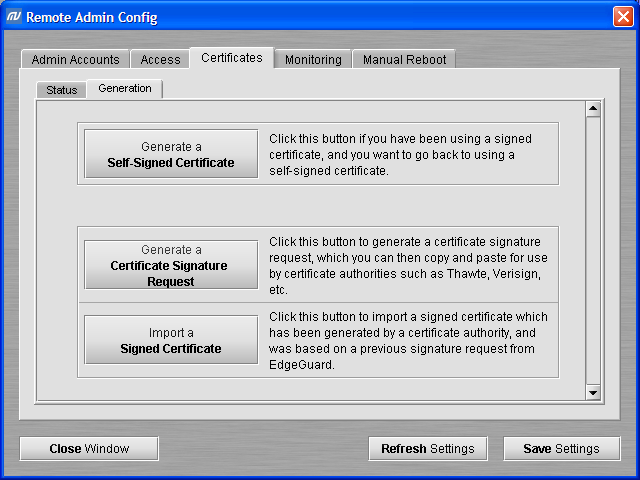 Remote Admin Config
Admin Accounts Access Certificates Monitoring Manual Reboot
Status Generation
Generate a
Self-Signed Certificate
Click this button if you have been using a signed
certificate, and you want to go back to using a
self-signed certificate.
Generate a
Certificate Signature
Request
Click this button to generate a certificate signature
request, which you can then copy and paste for use
by certificate authorities such as Thawte, Verisign,
etc.
Import a
Signed Certificate
Click this button to import a signed certificate which
has been generated by a certificate authority, and
was based on a previous signature request from
EdgeGuard.
Close Window Refresh Settings Save Settings